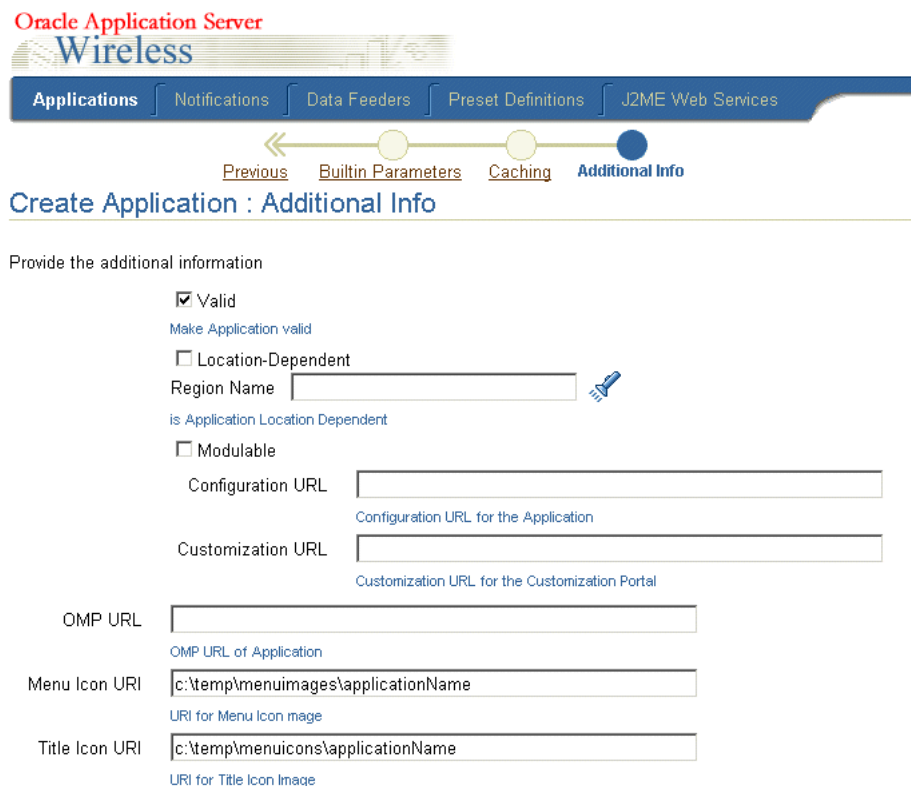 Oracle Application Server
Wireless
Applications Notifications Data Feeders Preset Definitions J2ME Web Services
Previous Builtin Parameters Caching Additional Info
Create Application : Additional Info
Provide the additional information
Valid
Make Application valid
Location-Dependent
Region Name
is Application Location Dependent
Modulable
Configuration URL
Configuration URL for the Application
Customization URL
Customization URL for the Customization Portal
OMP URL
OMP URL of Application
Menu Icon URI c:\temp\menuimages\applicationName
URI for Menu Icon mage
Title Icon URI c:\temp\menuicons\applicationName
URI for Title Icon Image